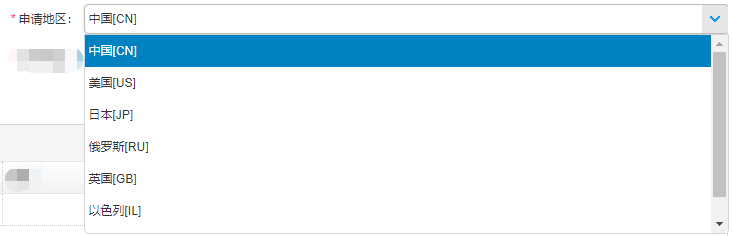 * 申请地区： 中国[CN]
中国[CN]
美国[US]
日本[JP]
俄罗斯[RU]
英国[GB]
以色列[IL]